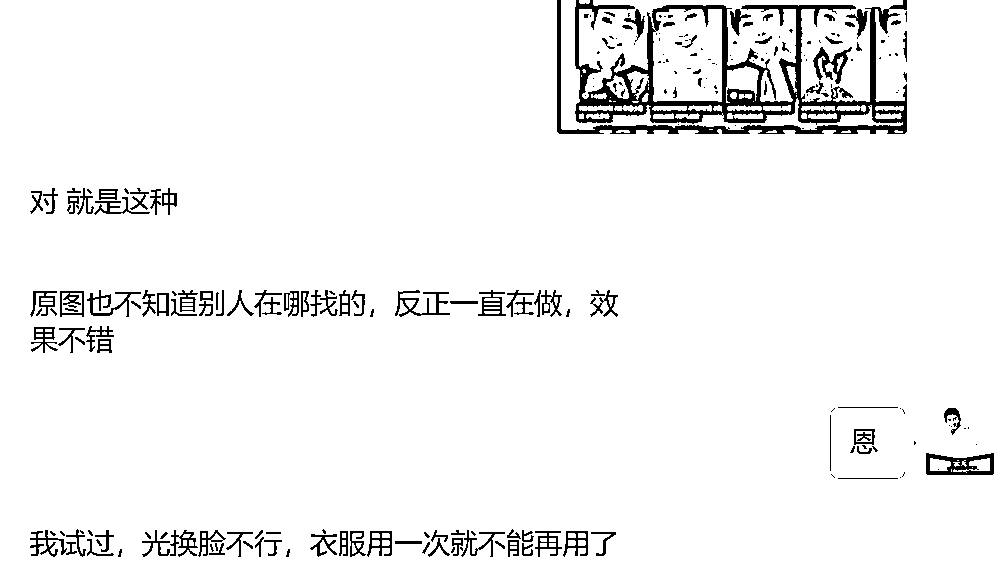 对 就是这种
原图也不知道别人在哪找的，反正一直在做，效
果不错
恩
我试过，光换脸不行，衣服用一次就不能再用了